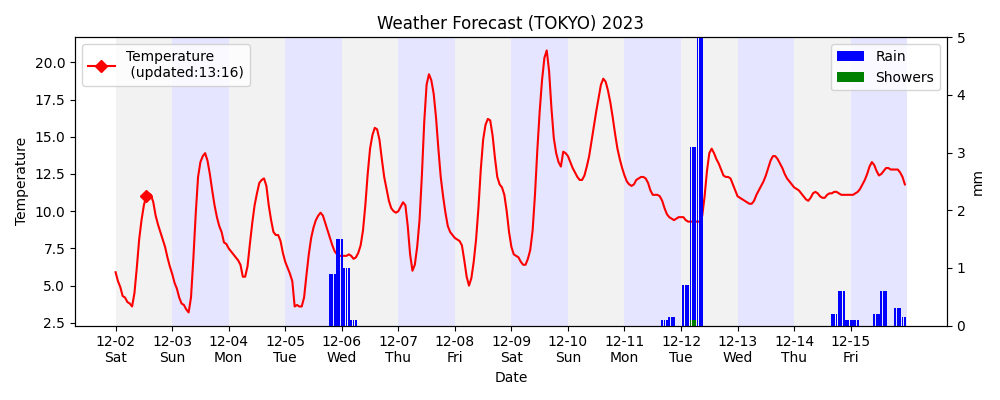 Weather Forecast (TOKYO) 2023
Temperature
(updated:13:16)
Rain
Showers
Temperature
20.0
17.5
15.0
12.5
10.0
7.5
5.0
2.5
5
4
3
2
1
0
mm
12-02 12-03 12-04 12-05 12-06 12-07 12-08 12-09 12-10 12-11 12-12 12-13 12-14 12-15
Sat Sun Mon Tue Wed Thu Fri Sat Sun Mon Tue Wed Thu Fri
Date